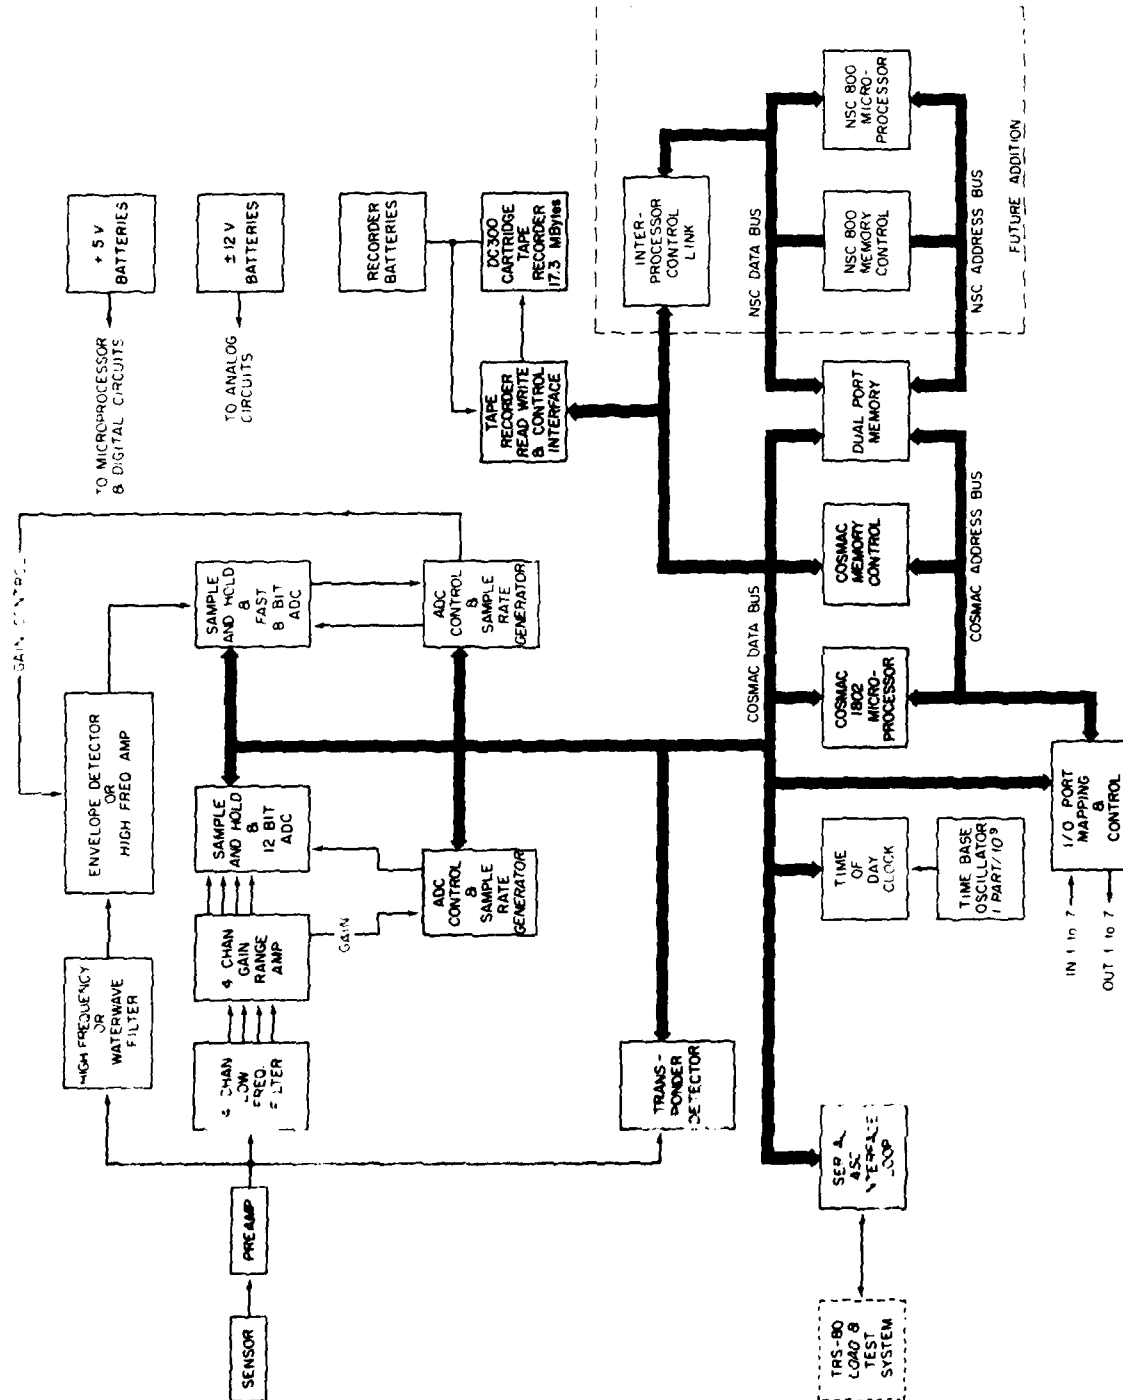 SENSOR
PREAMP
HIGH FREQUENCY
OR
WATERWAVE
FILTER
ENVELOPE DETECTOR
OR
HIGH FREQ AMP
GAIN CONTROL
4 CHAN
LOW
FREQ.
FILTER
4 CHAN
GAIN
RANGE
AMP
SAMPLE
AND HOLD
&
12 BIT
ADC
SAMPLE
AND HOLD
&
FAST
8 BIT
ADC
GAIN
ADC
CONTROL
&
SAMPLE
RATE
GENERATOR
ADC
CONTROL
&
SAMPLE
RATE
GENERATOR
TO MICROPROCESSOR
& DIGITAL CIRCUITS
+ 5 V
BATTERIES
TO ANALOG
CIRCUITS
± 12 V
BATTERIES
RECORDER
BATTERIES
TAPE
RECORDER
READ WRITE
& CONTROL
INTERFACE
DC300
CARTRIDGE
TAPE
RECORDER
17.3 MBytes
TRANS-
PONDER
DETECTOR
INTER-
PROCESSOR
CONTROL
LINK
COSMAC DATA BUS
NSC DATA BUS
TRS-80
LOAD &
TEST
SYSTEM
INTERFACE
LOOP
TIME
OF
DAY
CLOCK
COSMAC
1802
MICRO-
PROCESSOR
COSMAC
MEMORY
CONTROL
DUAL PORT
MEMORY
NSC 800
MEMORY
CONTROL
NSC 800
MICRO-
PROCESSOR
TIME BASE
OSCILLATOR
1 PART/10⁹
COSMAC ADDRESS BUS
NSC ADDRESS BUS
FUTURE ADDITION
IN 1 to 7
OUT 1 to 7
I/O PORT
MAPPING
&
CONTROL